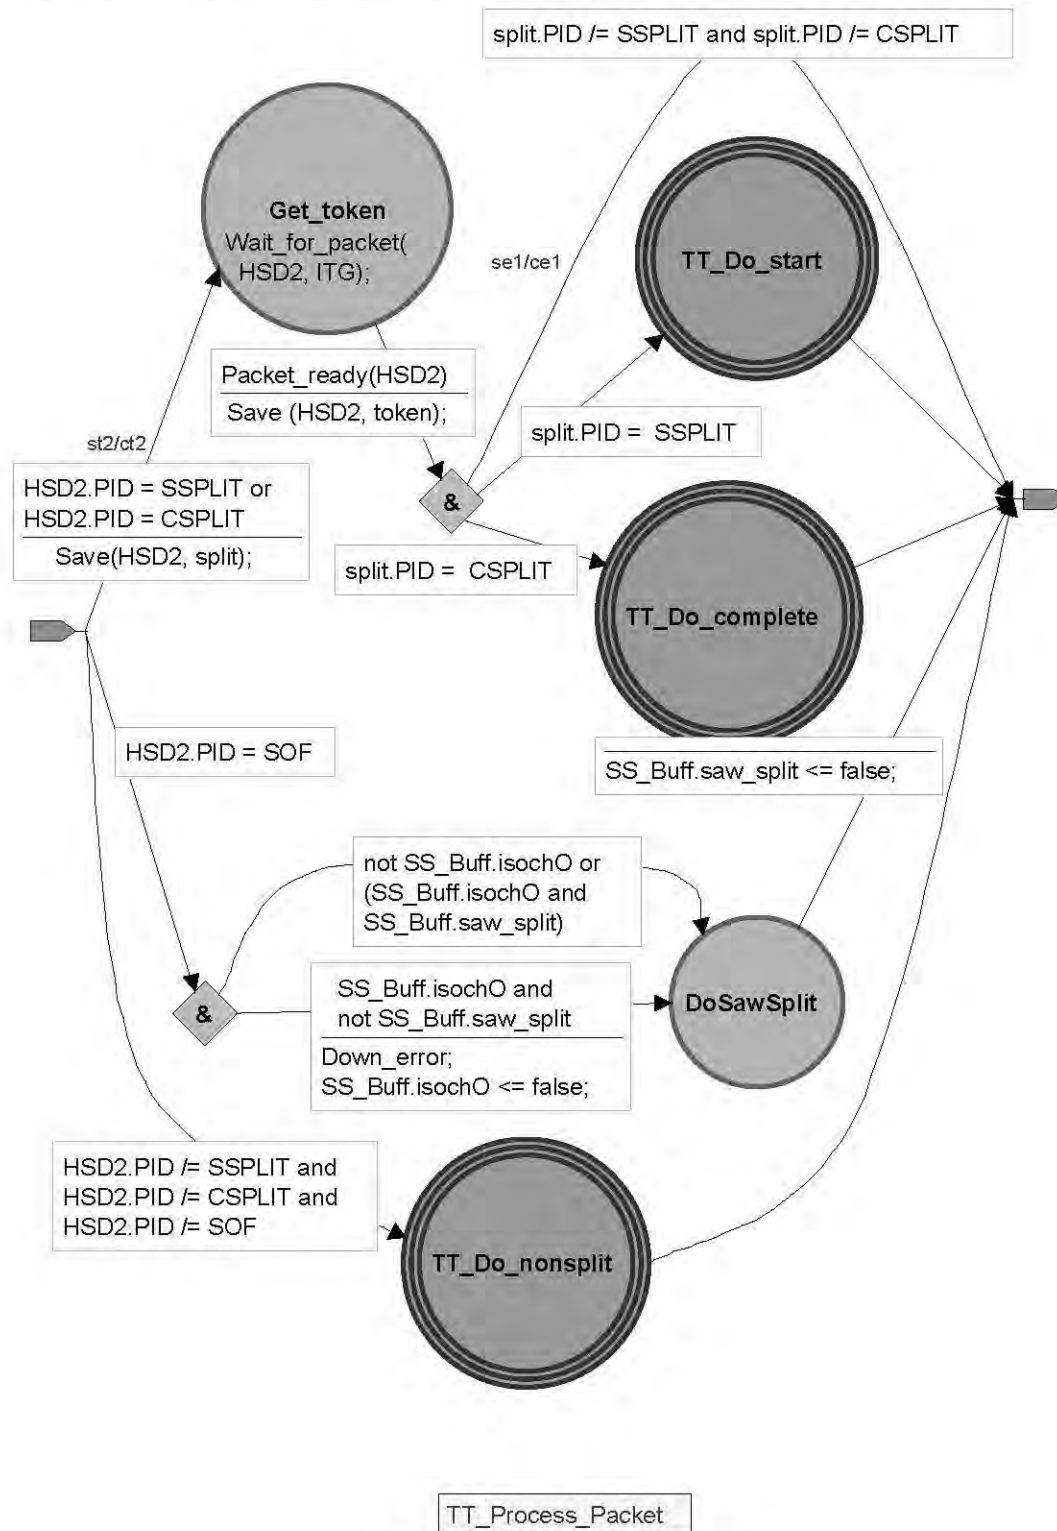 split.PID /= SSPLIT and split.PID /= CSPLIT
Get_token
Wait_for_packet(
HSD2, ITG);
se1/ce1
TT_Do_start
Packet_ready(HSD2)
Save (HSD2, token);
split.PID = SSPLIT
st2/ct2
HSD2.PID = SSPLIT or
HSD2.PID = CSPLIT
Save(HSD2, split);
&
split.PID = CSPLIT
TT_Do_complete
HSD2.PID = SOF
SS_Buff.saw_split <= false;
not SS_Buff.isochO or
(SS_Buff.isochO and
SS_Buff.saw_split)
&
SS_Buff.isochO and
not SS_Buff.saw_split
Down_error;
SS_Buff.isochO <= false;
DoSawSplit
HSD2.PID /= SSPLIT and
HSD2.PID /= CSPLIT and
HSD2.PID /= SOF
TT_Do_nonsplit
TT_Process_Packet